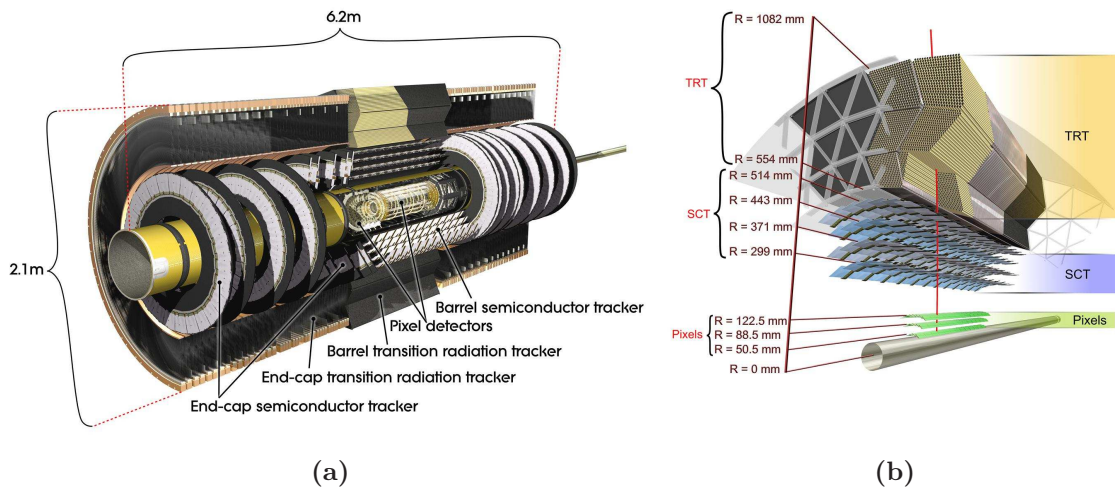 6.2m
2.1m
Barrel semiconductor tracker
Pixel detectors
Barrel transition radiation tracker
End-cap transition radiation tracker
End-cap semiconductor tracker
(a)
R = 1082 mm
TRT
R = 554 mm
R = 514 mm
R = 443 mm
SCT
R = 371 mm
R = 299 mm
R = 122.5 mm
Pixels
R = 88.5 mm
R = 50.5 mm
R = 0 mm
TRT
SCT
Pixels
(b)